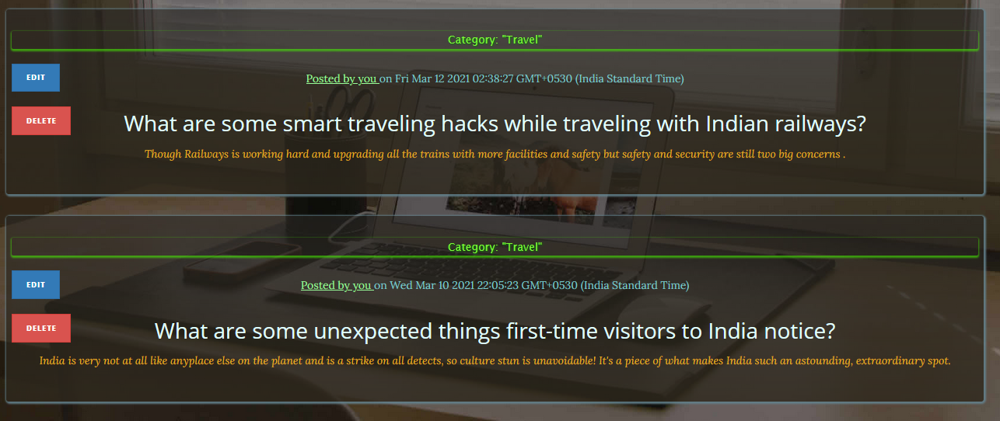 Category: "Travel"
EDIT
Posted by you on Fri Mar 12 2021 02:38:27 GMT+0530 (India Standard Time)
DELETE
What are some smart traveling hacks while traveling with Indian railways?
Though Railways is working hard and upgrading all the trains with more facilities and safety but safety and security are still two big concerns .
Category: "Travel"
EDIT
Posted by you on Wed Mar 10 2021 22:05:23 GMT+0530 (India Standard Time)
DELETE
What are some unexpected things first-time visitors to India notice?
India is very not at all like anyplace else on the planet and is a strike on all detects, so culture stun is unavoidable! It's a piece of what makes India such an astounding, extraordinary spot.